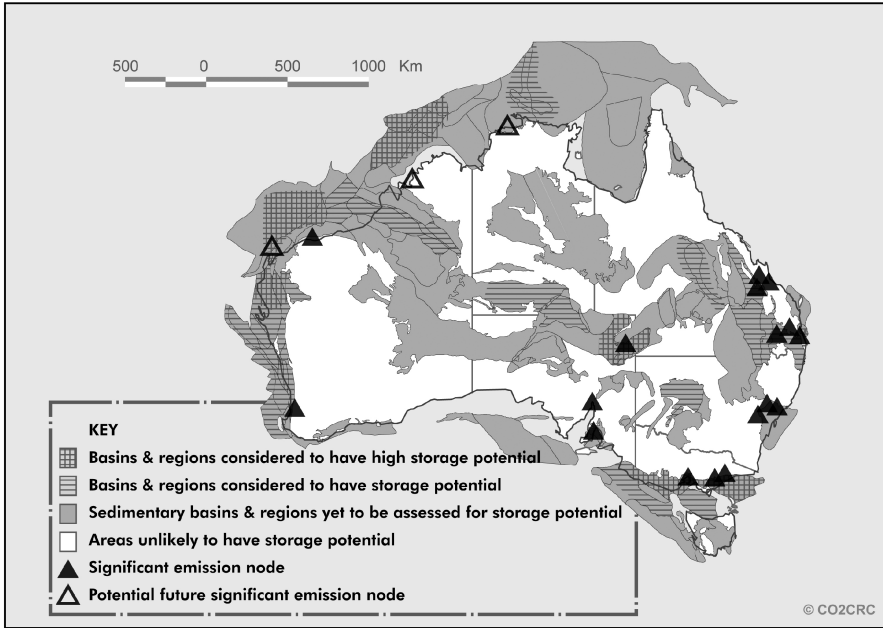 500 0 500 1000 Km
KEY
Basins & regions considered to have high storage potential
Basins & regions considered to have storage potential
Sedimentary basins & regions yet to be assessed for storage potential
Areas unlikely to have storage potential
Significant emission node
Potential future significant emission node
© CO2CRC